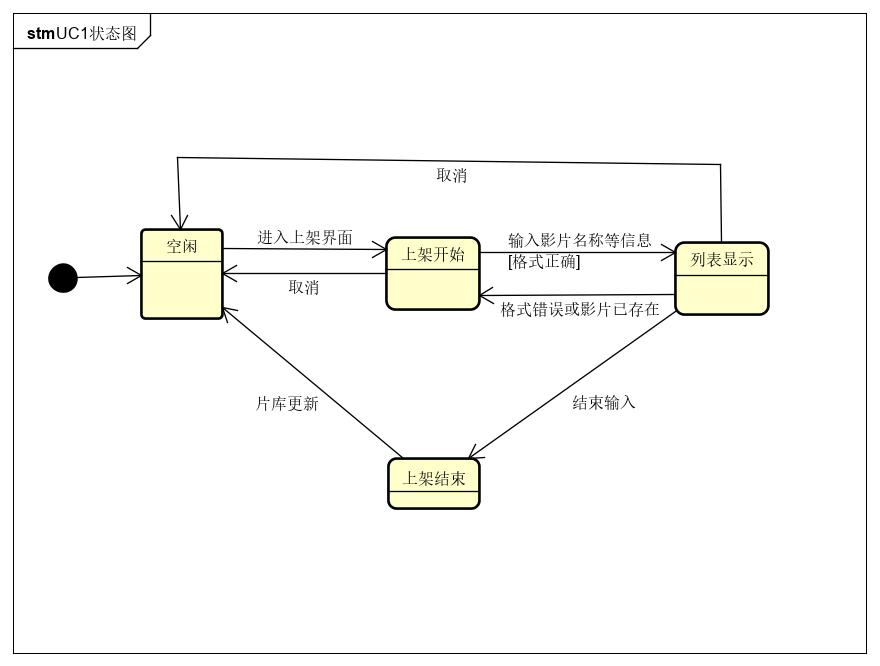 stmUC1状态图
取消
进入上架界面
输入影片名称等信息
[格式正确]
空闲
上架开始
列表显示
取消
格式错误或影片已存在
片库更新
结束输入
上架结束